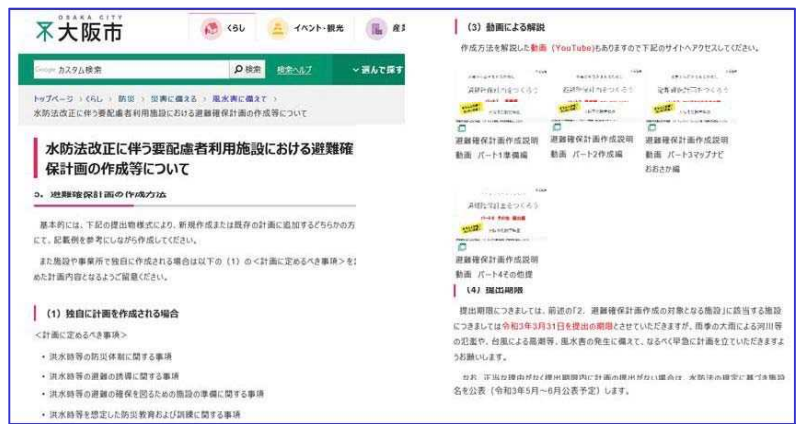 OSAKA CITY
大阪市
くらし
イベント・観光
カスタム検索
検索
検索ヘルプ
選んで探す
トップページ > くらし > 防災 > 災害に備える > 風水害に備えて >
水防法改正に伴う要配慮者利用施設における避難確保計画の作成等について
水防法改正に伴う要配慮者利用施設における避難確
保計画の作成等について
避難確保計画の作成方法
基本的には、下記の提出物様式により、新規作成または既存の計画に追加するどちらかの方
にて、記載例を参考にしながら作成してください。
また施設や事業所で独自に作成される場合は以下の（1）の＜計画に定めるべき事項＞を
めた計画内容となるようご留意ください。
（1）独自に計画を作成される場合
＜計画に定めるべき事項＞
・洪水時等の防災体制に関する事項
・洪水時等の避難の誘導に関する事項
・洪水時等の避難の確保を図るための施設の準備に関する事項
・洪水時等を想定した防災教育および訓練に関する事項
（3）動画による解説
作成方法を解説した動画（YouTube)もありますので下記のサイトへアクセスしてください。
避難確保計画作成説明
動画 パート1準備編
避難確保計画作成説明
動画 パート2作成編
避難確保計画作成説明
動画 パート3マップナビ
おおさか編
避難確保計画をつくろう
避難確保計画作成説明
動画 パート4その他提
（4）提出期限
提出期限につきましては、前述の「2．避難確保計画作成の対象となる施設」に該当する施設
につきましては令和3年3月31日を提出の期限とさせていただきますが、雨季の大雨による河川等
の氾濫や、台風による高潮等、風水害の発生に備えて、なるべく早急に計画を立ていただきますよ
うお願いします。
なお、正当な理由がなく提出期限内に計画の提出がない場合は、水防法の規定に基づき施設
名を公表（令和3年5月～6月公表予定）します。